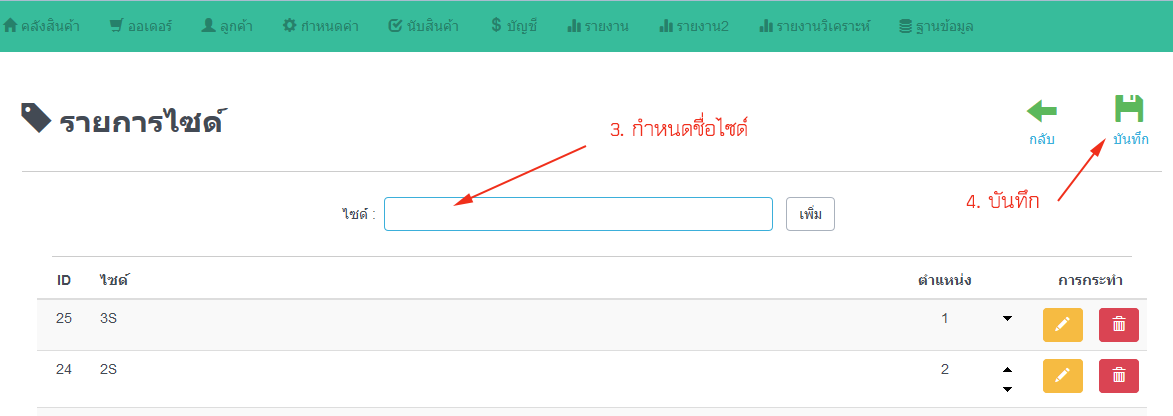 คลังสินค้า ออเดอร์ ลูกค้า กำหนดค่า นับสินค้า บัญชี รายงาน รายงาน2 รายงานวิเคราะห์ ฐานข้อมูล
รายการไซด์
กลับ บันทึก
3. กำหนดชื่อไซด์
4. บันทึก
ไซด์ : เพิ่ม
ID ไซด์ ตำแหน่ง การกระทำ
25 3S 1
24 2S 2